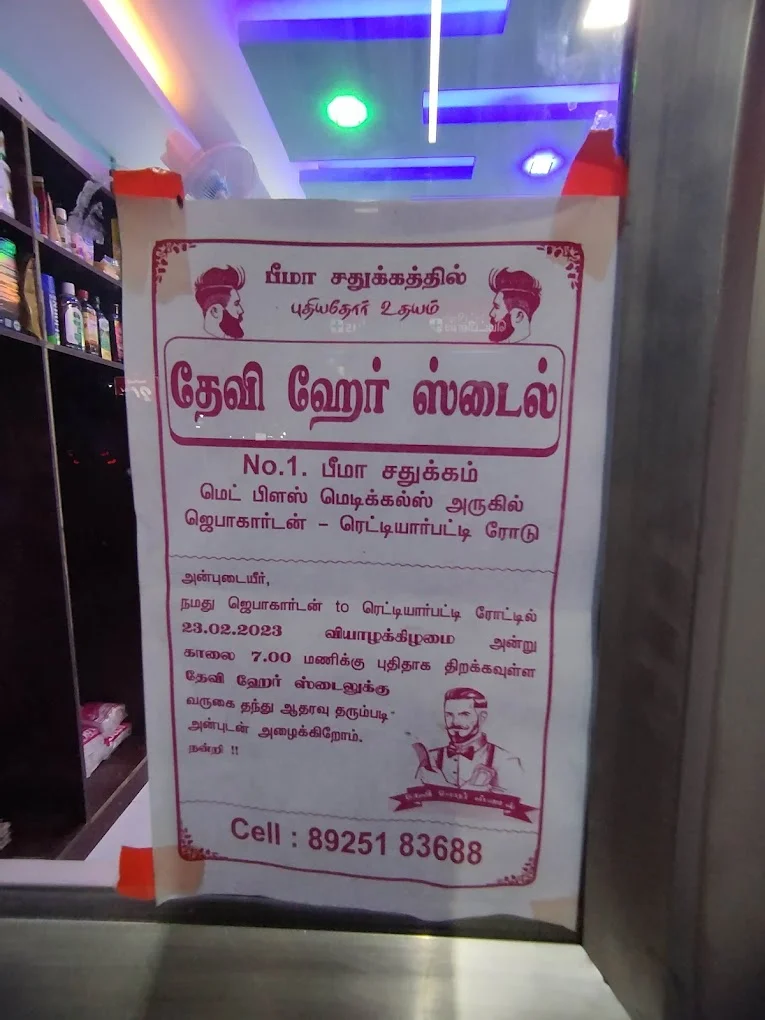 பீமா சதுக்கத்தில்
புதியதோர் உதயம்
தேவி ஹேர் ஸ்டைல்
No.1. பீமா சதுக்கம்
மெட் பிளஸ் மெடிக்கல்ஸ் அருகில்
ஜெபாகார்டன் – ரெட்டியார்பட்டி ரோடு
அன்புடையீர்,
நமது ஜெபாகார்டன் to ரெட்டியார்பட்டி ரோட்டில்
23.02.2023 வியாழக்கிழமை அன்று
காலை 7.00 மணிக்கு புதிதாக திறக்கவுள்ள
தேவி ஹேர் ஸ்டைலுக்கு
வருகை தந்து ஆதரவு தரும்படி
அன்புடன் அழைக்கிறோம்.
நன்றி !!
தேவி ஹேர் ஸ்டைல்
Cell : 89251 83688